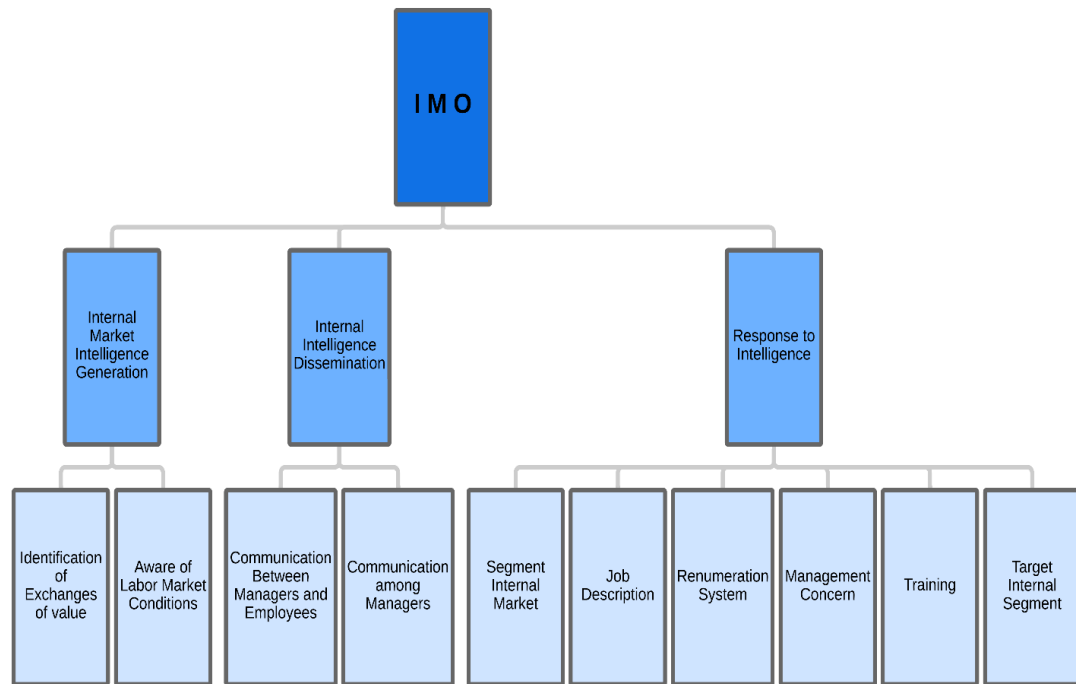 I M O
Internal
Market
Intelligence
Generation
Internal
Intelligence
Dissemination
Response to
Intelligence
Identification
of
Exchanges
of value
Aware of
Labor Market
Conditions
Communication
Between
Managers and
Employees
Communication
among
Managers
Segment
Internal
Market
Job
Description
Renumeration
System
Management
Concern
Training
Target
Internal
Segment